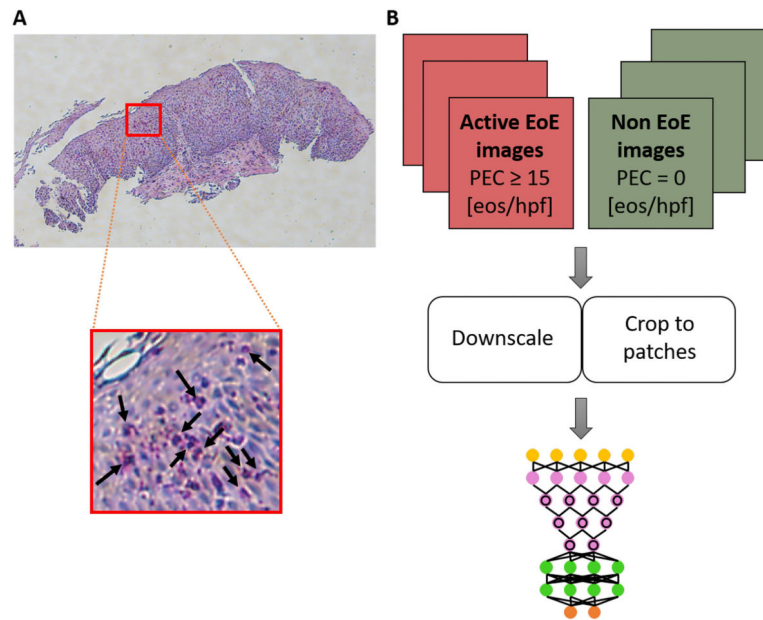 A
B
Active EoE
images
PEC ≥ 15
[eos/hpf]
Non EoE
images
PEC = 0
[eos/hpf]
Downscale
Crop to
patches